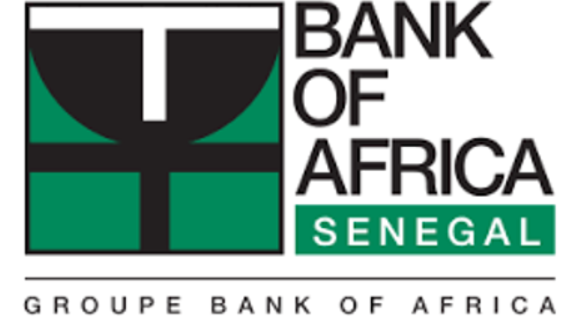 BANK
OF
AFRICA
SENEGAL
GROUPE BANK OF AFRICA